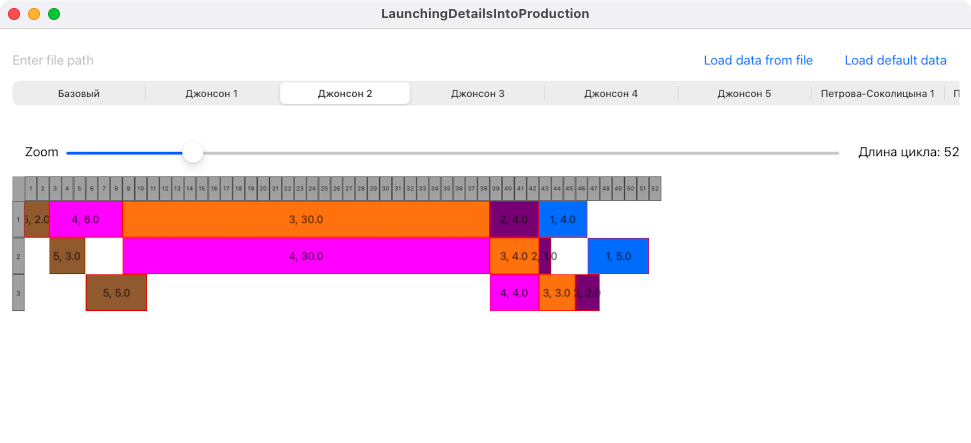 LaunchingDetailsIntoProduction
Enter file path Load data from file Load default data
Базовый Джонсон 1 Джонсон 2 Джонсон 3 Джонсон 4 Джонсон 5 Петрова-Соколицына 1 П
Zoom Длина цикла: 52
1 2 3 4 5 6 7 8 9 10 11 12 13 14 15 16 17 18 19 20 21 22 23 24 25 26 27 28 29 30 31 32 33 34 35 36 37 38 39 40 41 42 43 44 45 46 47 48 49 50 51 52
1 5, 2.0 4, 6.0 3, 30.0 2, 4.0 1, 4.0
2 5, 3.0 4, 30.0 3, 4.0 2, 1.0 1, 5.0
3 5, 5.0 4, 4.0 3, 3.0 2, 2.0